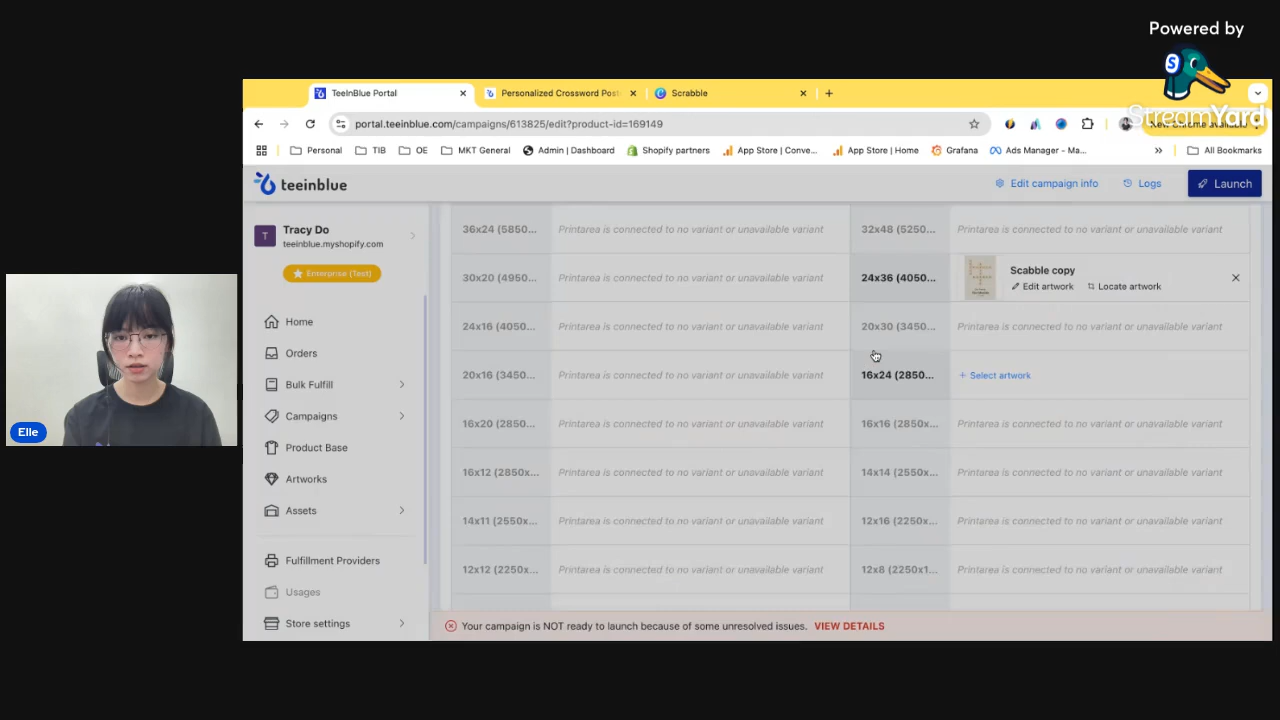 Powered by
StreamYard
TeeInBlue Portal
Personalized Crossword Post
Scrabble
portal.teeinblue.com/campaigns/613825/edit?product-id=169149
New Chrome available
Personal
TIB
OE
MKT General
Admin | Dashboard
Shopify partners
App Store | Conve...
App Store | Home
Grafana
Ads Manager - Ma...
All Bookmarks
teeinblue
Edit campaign info
Logs
Launch
T
Tracy Do
teeinblue.myshopify.com
Enterprise (Test)
Home
Orders
Bulk Fulfill
Campaigns
Product Base
Artworks
Assets
Fulfillment Providers
Usages
Store settings
36x24 (5850... Printarea is connected to no variant or unavailable variant 32x48 (5250... Printarea is connected to no variant or unavailable variant
30x20 (4950... Printarea is connected to no variant or unavailable variant 24x36 (4050... Scabble copy
Edit artwork Locate artwork
24x16 (4050... Printarea is connected to no variant or unavailable variant 20x30 (3450... Printarea is connected to no variant or unavailable variant
20x16 (3450... Printarea is connected to no variant or unavailable variant 16x24 (2850... + Select artwork
16x20 (2850... Printarea is connected to no variant or unavailable variant 16x16 (2850x... Printarea is connected to no variant or unavailable variant
16x12 (2850x... Printarea is connected to no variant or unavailable variant 14x14 (2550x... Printarea is connected to no variant or unavailable variant
14x11 (2550x... Printarea is connected to no variant or unavailable variant 12x16 (2250x... Printarea is connected to no variant or unavailable variant
12x12 (2250x... Printarea is connected to no variant or unavailable variant 12x8 (2250x1... Printarea is connected to no variant or unavailable variant
Your campaign is NOT ready to launch because of some unresolved issues. VIEW DETAILS
Elle